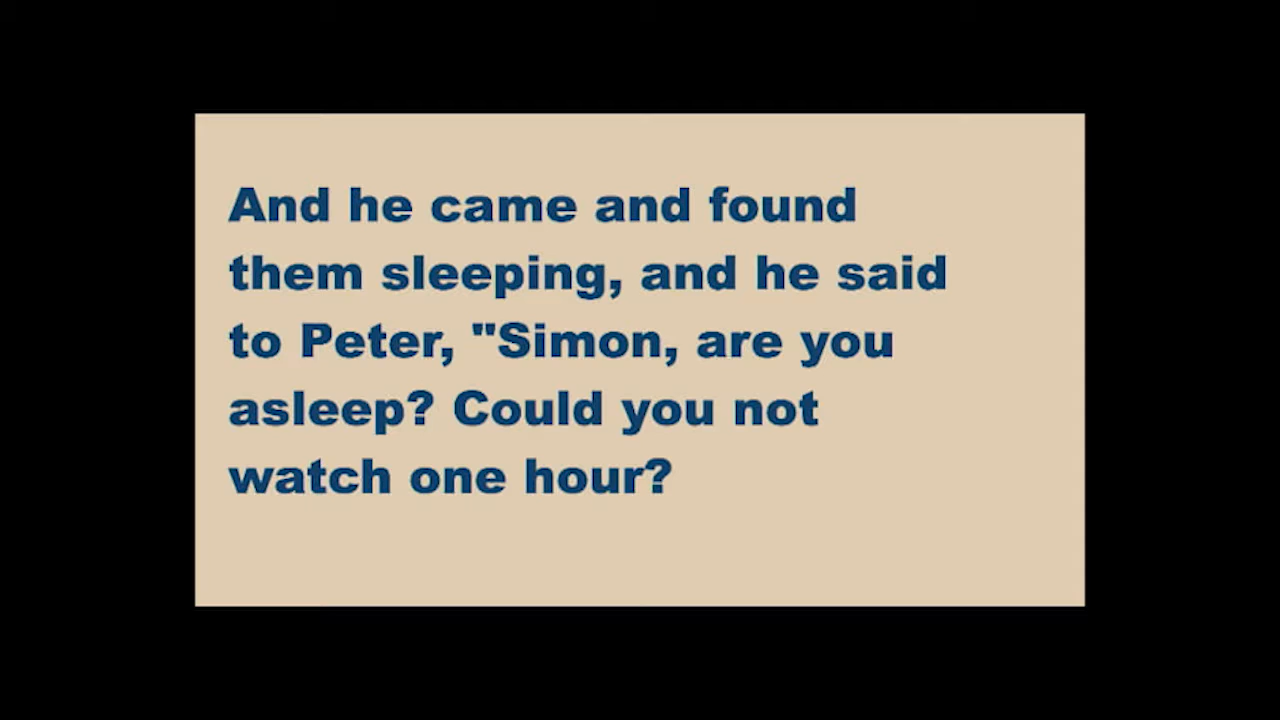 And he came and found
them sleeping, and he said
to Peter, "Simon, are you
asleep? Could you not
watch one hour?